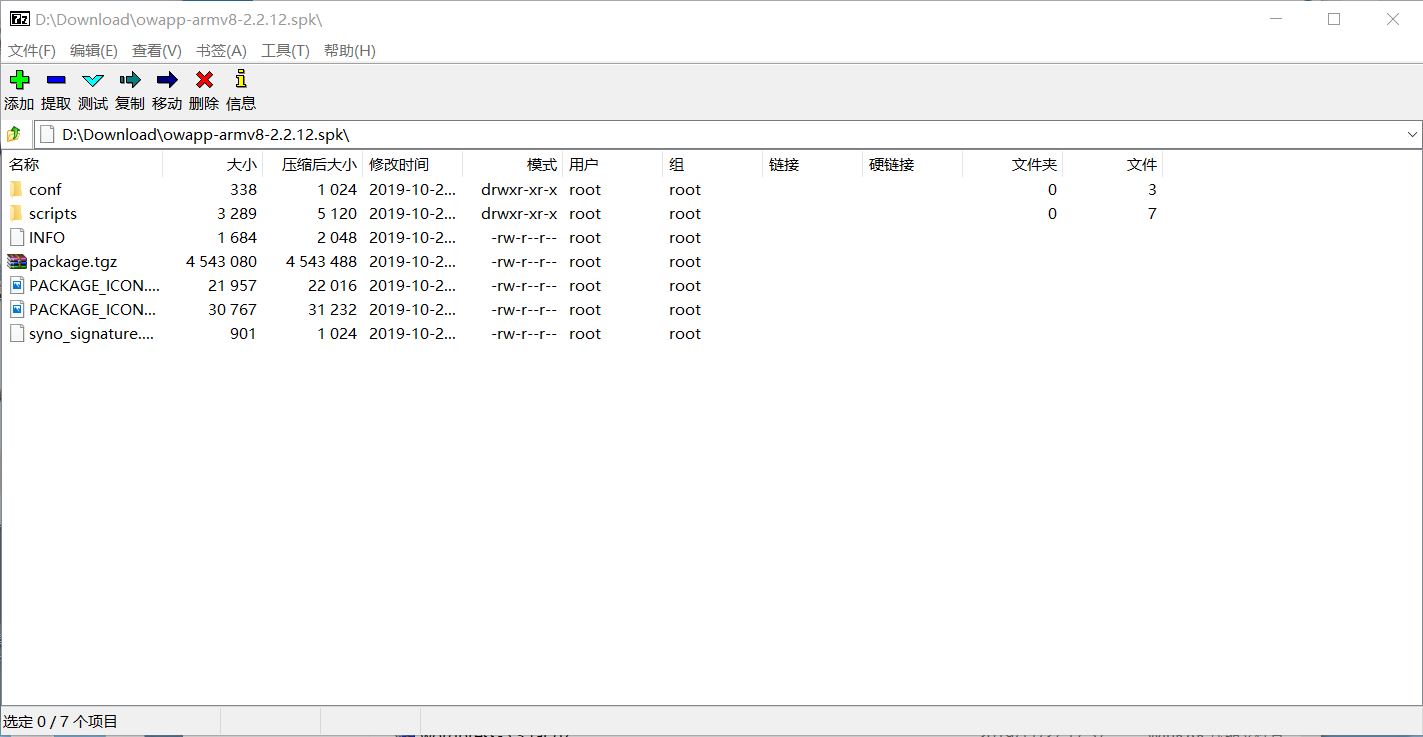 D:\Download\owapp-armv8-2.2.12.spk\
文件(F) 编辑(E) 查看(V) 书签(A) 工具(T) 帮助(H)
添加 提取 测试 复制 移动 删除 信息
D:\Download\owapp-armv8-2.2.12.spk\
名称 大小 压缩后大小 修改时间 模式 用户 组 链接 硬链接 文件夹 文件
conf 338 1 024 2019-10-2... drwxr-xr-x root root 0 3
scripts 3 289 5 120 2019-10-2... drwxr-xr-x root root 0 7
INFO 1 684 2 048 2019-10-2... -rw-r--r-- root root
package.tgz 4 543 080 4 543 488 2019-10-2... -rw-r--r-- root root
PACKAGE_ICON.... 21 957 22 016 2019-10-2... -rw-r--r-- root root
PACKAGE_ICON... 30 767 31 232 2019-10-2... -rw-r--r-- root root
syno_signature.... 901 1 024 2019-10-2... -rw-r--r-- root root
选定 0 / 7 个项目